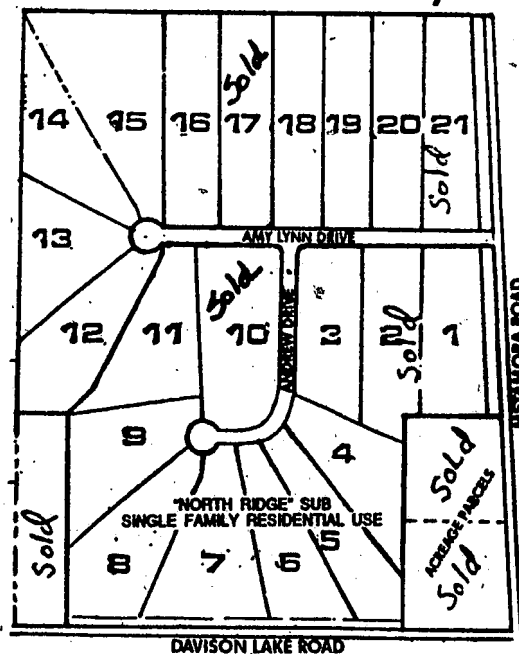 Sold
14 15 16 17 18 19 20 21
Sold
13
AMY LYNN DRIVE
Sold
12 11 10 3 2 1
Sold
ANDREW DRIVE
METAMORA ROAD
9 4
SOLD
ACREAGE PARCELS
Sold
"NORTH RIDGE" SUB
SINGLE FAMILY RESIDENTIAL USE
Sold
8 7 6 5
DAVISON LAKE ROAD